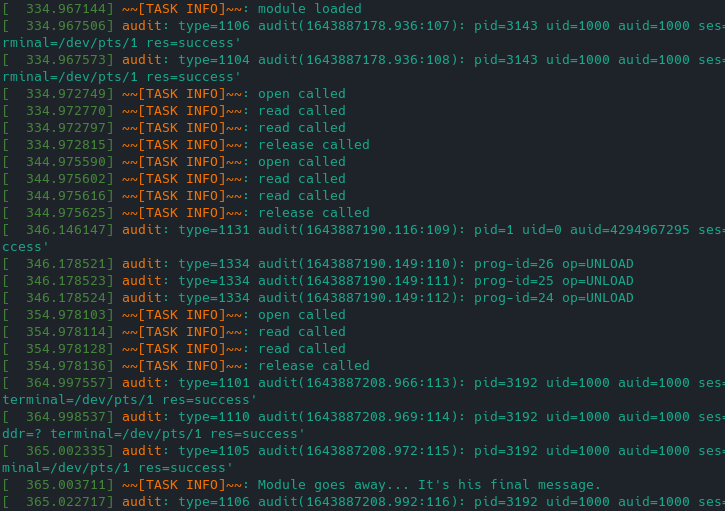 [  334.967144] ~~[TASK INFO]~~: module loaded
[  334.967506] audit: type=1106 audit(1643887178.936:107): pid=3143 uid=1000 auid=1000 ses=
rminal=/dev/pts/1 res=success'
[  334.967573] audit: type=1104 audit(1643887178.936:108): pid=3143 uid=1000 auid=1000 ses=
rminal=/dev/pts/1 res=success'
[  334.972749] ~~[TASK INFO]~~: open called
[  334.972770] ~~[TASK INFO]~~: read called
[  334.972797] ~~[TASK INFO]~~: read called
[  334.972815] ~~[TASK INFO]~~: release called
[  344.975590] ~~[TASK INFO]~~: open called
[  344.975602] ~~[TASK INFO]~~: read called
[  344.975616] ~~[TASK INFO]~~: read called
[  344.975625] ~~[TASK INFO]~~: release called
[  346.146147] audit: type=1131 audit(1643887190.116:109): pid=1 uid=0 auid=4294967295 ses=
ccess'
[  346.178521] audit: type=1334 audit(1643887190.149:110): prog-id=26 op=UNLOAD
[  346.178523] audit: type=1334 audit(1643887190.149:111): prog-id=25 op=UNLOAD
[  346.178524] audit: type=1334 audit(1643887190.149:112): prog-id=24 op=UNLOAD
[  354.978103] ~~[TASK INFO]~~: open called
[  354.978114] ~~[TASK INFO]~~: read called
[  354.978128] ~~[TASK INFO]~~: read called
[  354.978136] ~~[TASK INFO]~~: release called
[  364.997557] audit: type=1101 audit(1643887208.966:113): pid=3192 uid=1000 auid=1000 ses=
terminal=/dev/pts/1 res=success'
[  364.998537] audit: type=1110 audit(1643887208.969:114): pid=3192 uid=1000 auid=1000 ses=
ddr=? terminal=/dev/pts/1 res=success'
[  365.002335] audit: type=1105 audit(1643887208.972:115): pid=3192 uid=1000 auid=1000 ses=
minal=/dev/pts/1 res=success'
[  365.003711] ~~[TASK INFO]~~: Module goes away... It's his final message.
[  365.022717] audit: type=1106 audit(1643887208.992:116): pid=3192 uid=1000 auid=1000 ses=